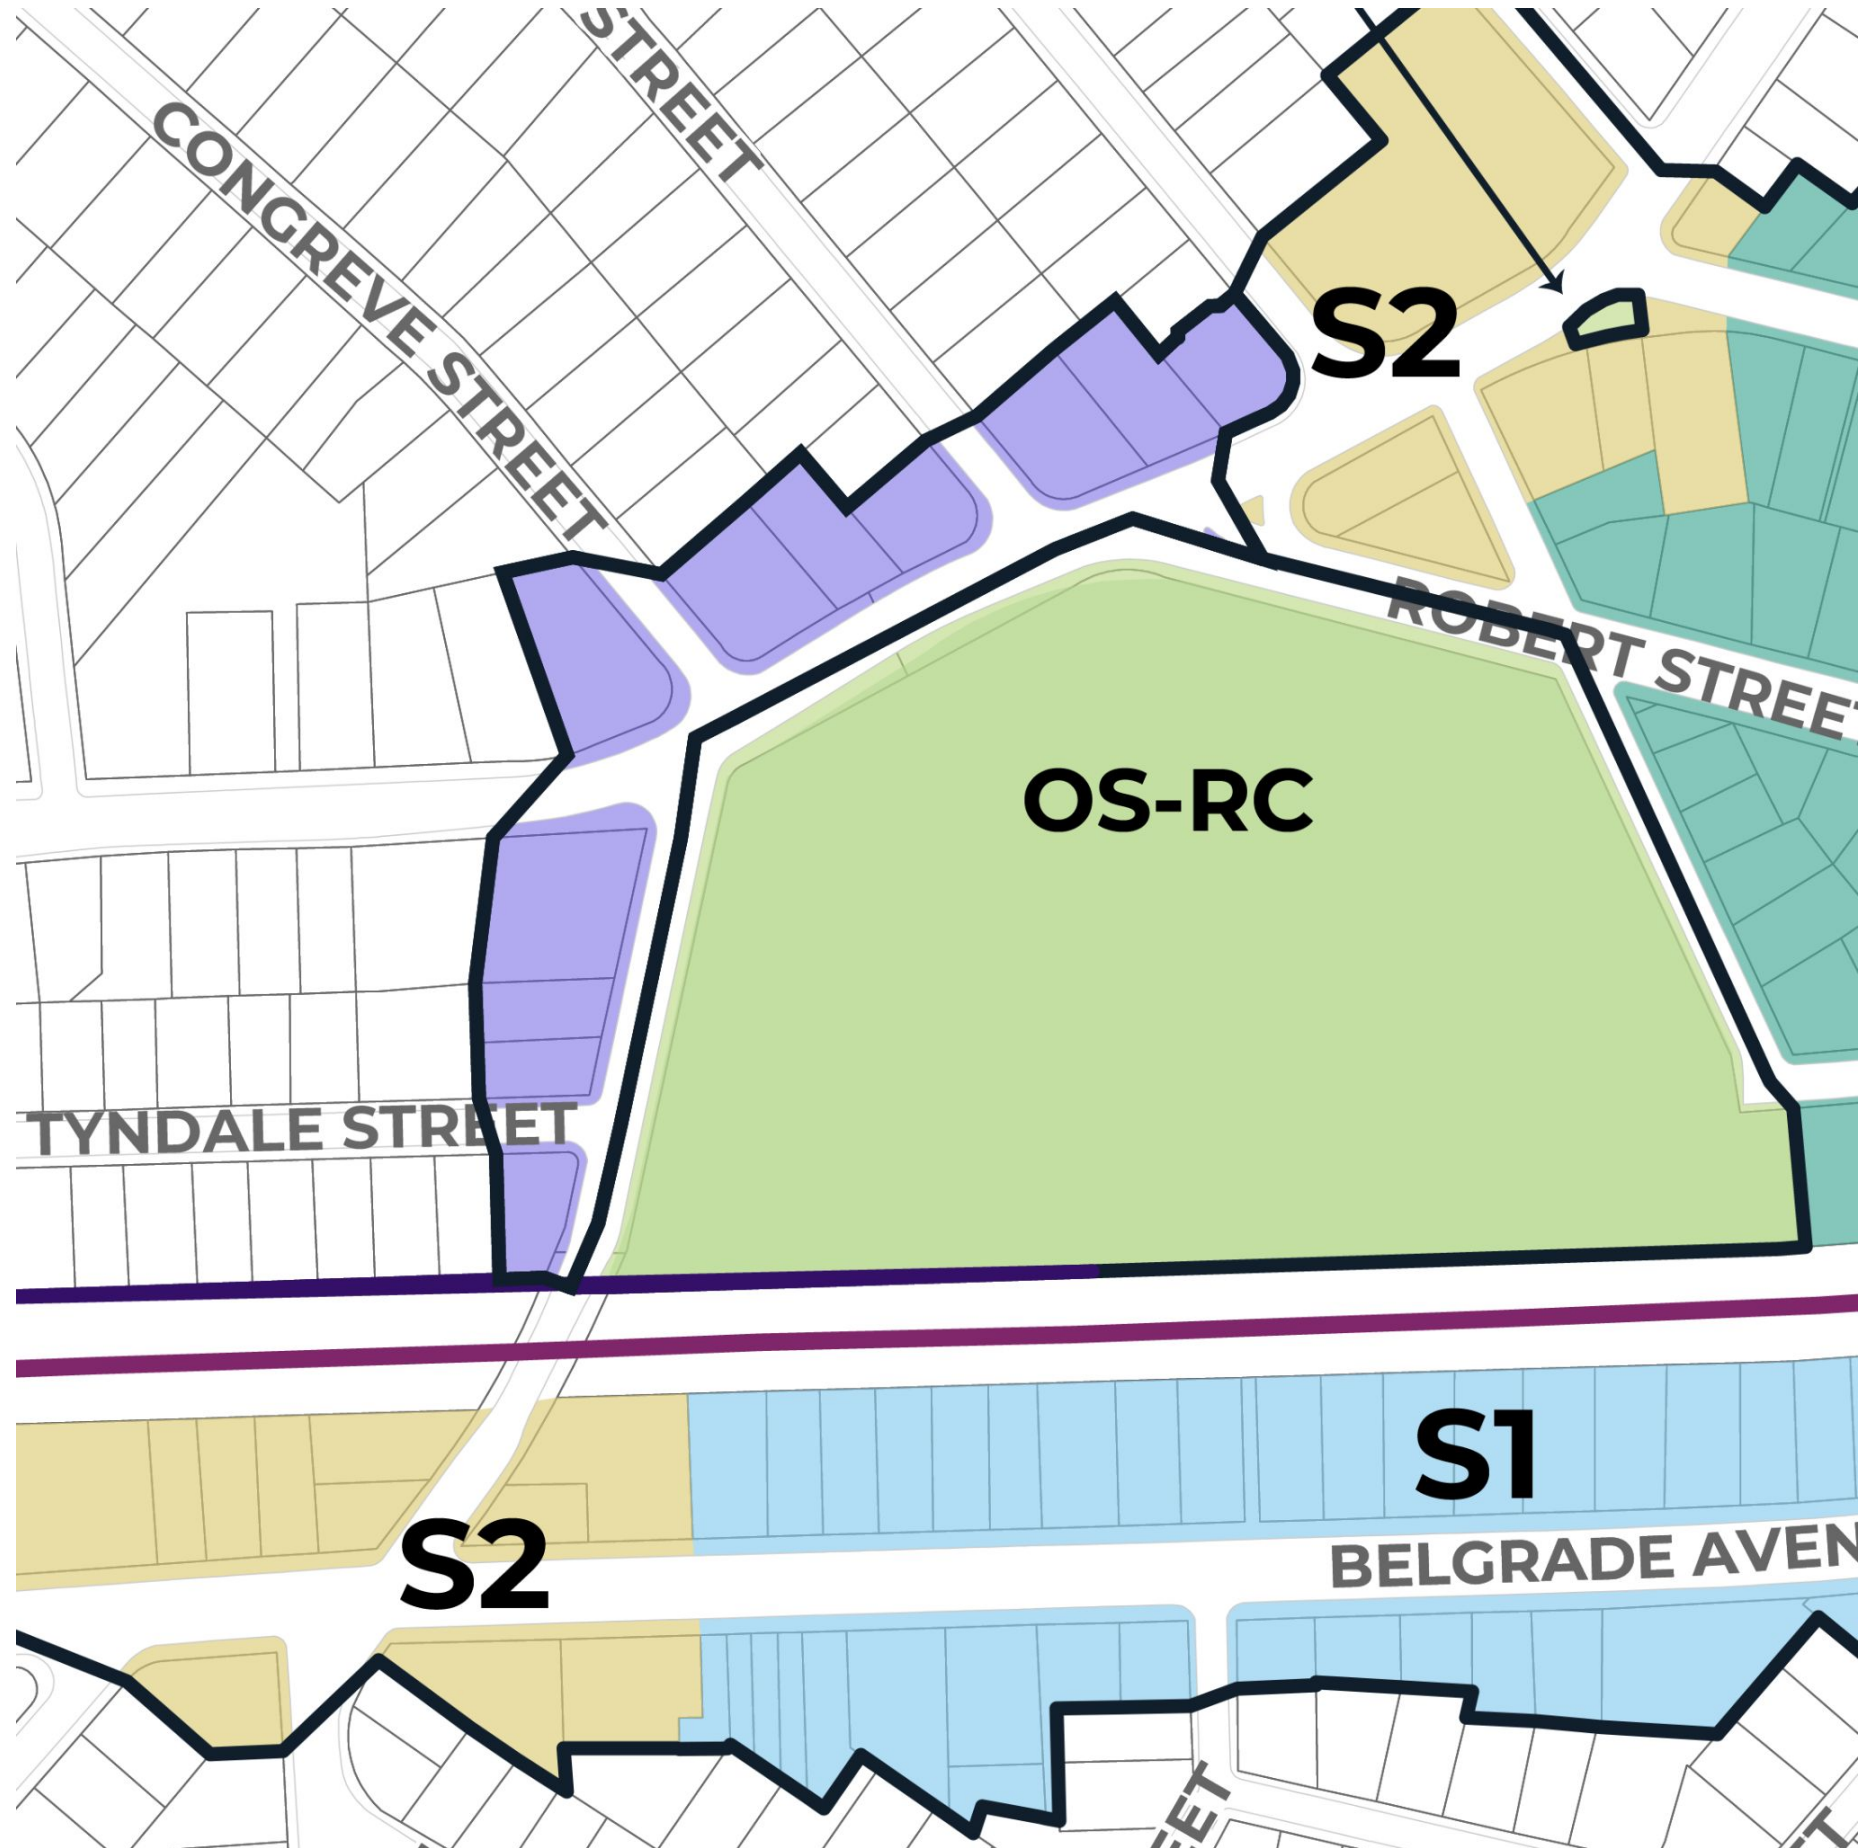 STREET
CONGREVE STREET
S2
ROBERT STREET
OS-RC
TYNDALE STREET
S1
S2
BELGRADE AVEN